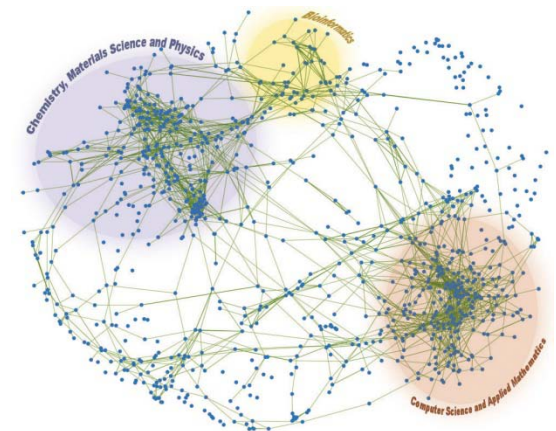 Chemistry, Materials Science and Physics
Bioinformatics
Computer Science and Applied Mathematics